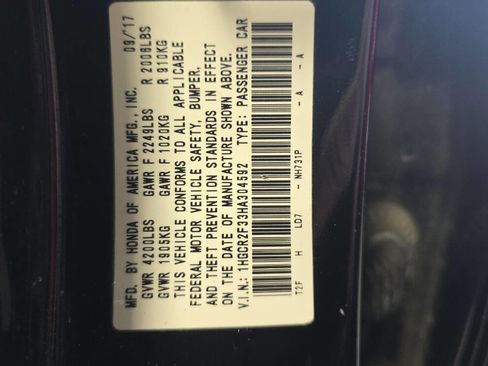 MFD. BY HONDA OF AMERICA MFG., INC. 09/'17
GVWR 4200LBS GAWR F 2249LBS R 2008LBS
GVWR 1905KG GAWR F 1020KG R 910KG
THIS VEHICLE CONFORMS TO ALL APPLICABLE
FEDERAL MOTOR VEHICLE SAFETY, BUMPER,
AND THEFT PREVENTION STANDARDS IN EFFECT
ON THE DATE OF MANUFACTURE SHOWN ABOVE.
V.I.N.: 1HGCR2F33HA304592 TYPE: PASSENGER CAR
T2F H LD7 - NH731P - A - A